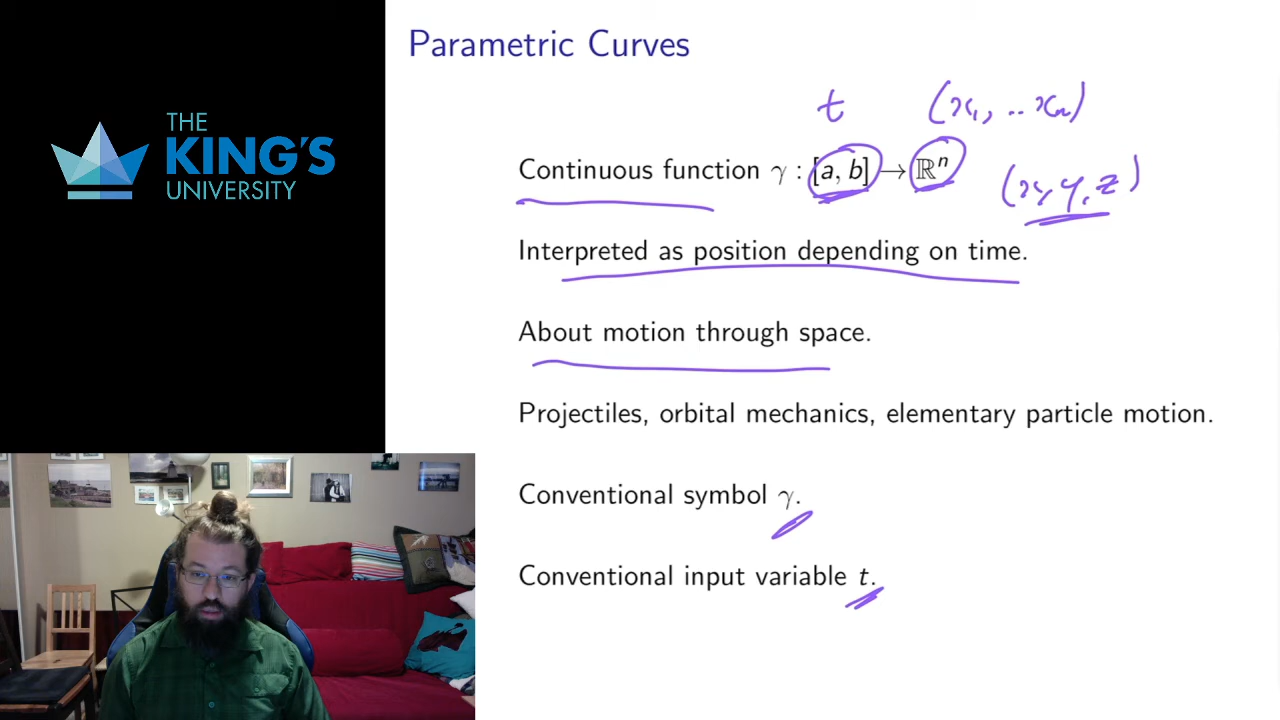 THE
KING'S
UNIVERSITY
Parametric Curves
t (x₁, ..xₙ)
Continuous function γ : [a, b] → ℝⁿ (x, y, z)
Interpreted as position depending on time.
About motion through space.
Projectiles, orbital mechanics, elementary particle motion.
Conventional symbol γ.
Conventional input variable t.